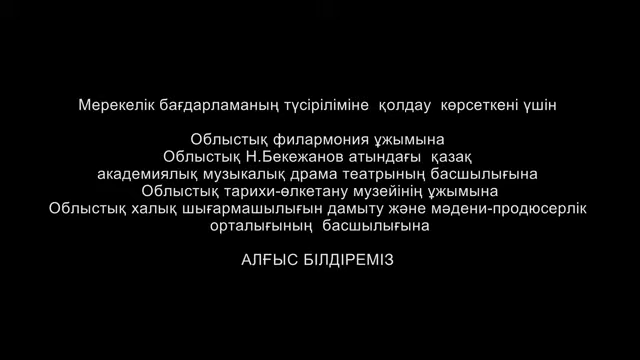 Мерекелік бағдарламаның түсіріліміне қолдау көрсеткені үшін
Облыстық филармония ұжымына
Облыстық Н.Бекежанов атындағы қазақ
академиялық музыкалық драма театрының басшылығына
Облыстық тарихи-өлкетану музейінің ұжымына
Облыстық халық шығармашылығын дамыту және мәдени-продюсерлік
орталығының басшылығына
АЛҒЫС БІЛДІРЕМІЗ